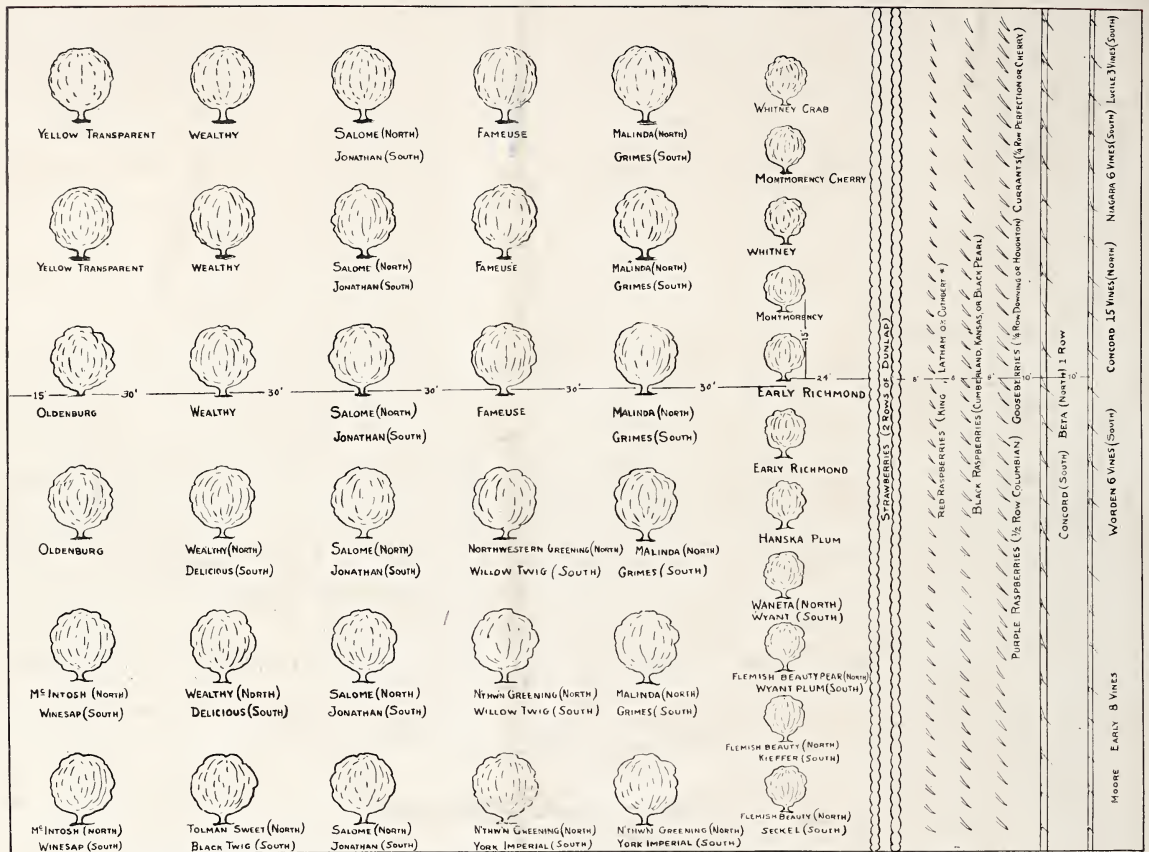 YELLOW TRANSPARENT
WEALTHY
SALOME (NORTH)
JONATHAN (SOUTH)
FAMEUSE
MALINDA (NORTH)
GRIMES (SOUTH)
WHITNEY CRAB
MONTMORENCY CHERRY
YELLOW TRANSPARENT
WEALTHY
SALOME (NORTH)
JONATHAN (SOUTH)
FAMEUSE
MALINDA (NORTH)
GRIMES (SOUTH)
WHITNEY
MONTMORENCY
15'
15'
30'
30'
30'
30'
30'
24'
8'
8'
8'
10'
10'
OLDENBURG
WEALTHY
SALOME (NORTH)
JONATHAN (SOUTH)
FAMEUSE
MALINDA (NORTH)
GRIMES (SOUTH)
EARLY RICHMOND
EARLY RICHMOND
OLDENBURG
WEALTHY (NORTH)
DELICIOUS (SOUTH)
SALOME (NORTH)
JONATHAN (SOUTH)
NORTHWESTERN GREENING (NORTH)
WILLOW TWIG (SOUTH)
MALINDA (NORTH)
GRIMES (SOUTH)
HANSKA PLUM
WANETA (NORTH)
WYANT (SOUTH)
McINTOSH (NORTH)
WINESAP (SOUTH)
WEALTHY (NORTH)
DELICIOUS (SOUTH)
SALOME (NORTH)
JONATHAN (SOUTH)
N'THW'N GREENING (NORTH)
WILLOW TWIG (SOUTH)
MALINDA (NORTH)
GRIMES (SOUTH)
FLEMISH BEAUTY PEAR (NORTH)
WYANT PLUM (SOUTH)
FLEMISH BEAUTY (NORTH)
KIEFFER (SOUTH)
McINTOSH (NORTH)
WINESAP (SOUTH)
TOLMAN SWEET (NORTH)
BLACK TWIG (SOUTH)
SALOME (NORTH)
JONATHAN (SOUTH)
N'THW'N GREENING (NORTH)
YORK IMPERIAL (SOUTH)
N'THW'N GREENING (NORTH)
YORK IMPERIAL (SOUTH)
FLEMISH BEAUTY (NORTH)
SECKEL (SOUTH)
STRAWBERRIES (2 ROWS OF DUNLAP)
RED RASPBERRIES (KING, LATHAM OR CUTHBERT *)
BLACK RASPBERRIES (CUMBERLAND, KANSAS, OR BLACK PEARL)
PURPLE RASPBERRIES (1/2 ROW COLUMBIAN) GOOSEBERRIES (1/4 ROW DOWNING OR HOUGHTON) CURRANTS (1/4 ROW PERFECTION OR CHERRY)
CONCORD (SOUTH) BETA (NORTH) 1 ROW
MOORE EARLY 8 VINES WORDEN 6 VINES (SOUTH) CONCORD 15 VINES (NORTH) NIAGARA 6 VINES (SOUTH) LUCILE 3 VINES (SOUTH)